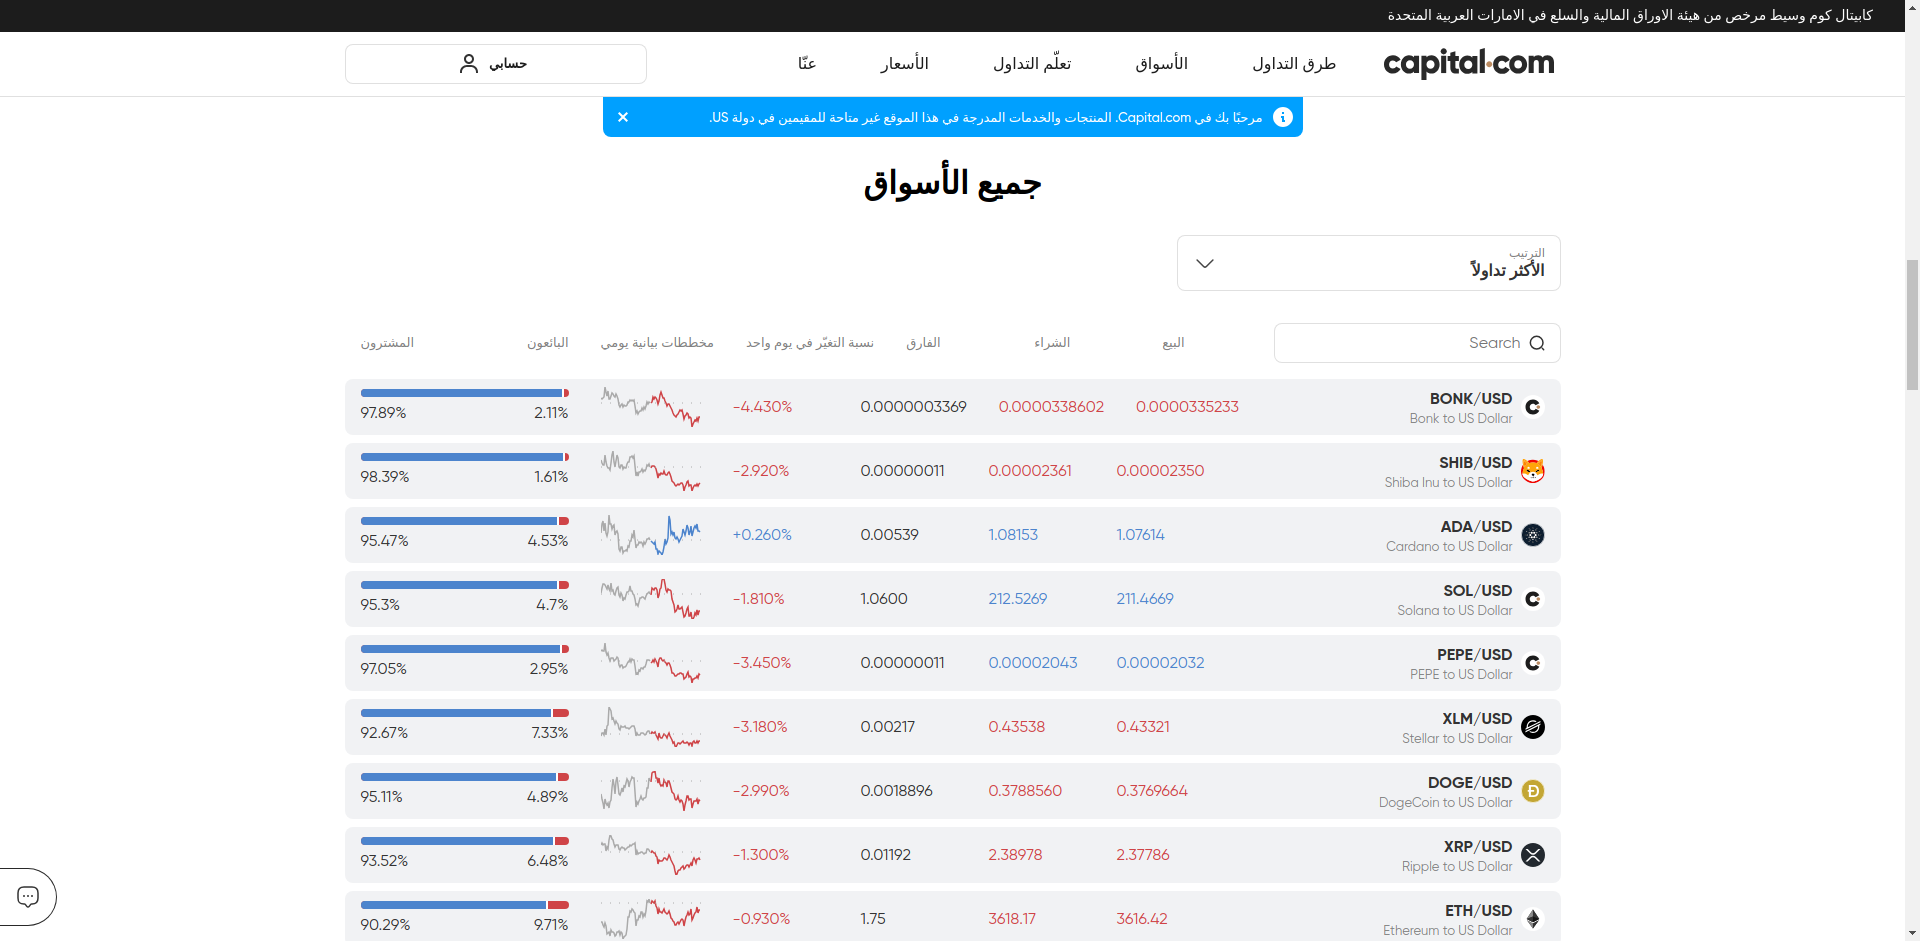 كابيتال كوم وسيط مرخص من هيئة الاوراق المالية والسلع في الامارات العربية المتحدة
capital.com
طرق التداول
الأسواق
تعلّم التداول
الأسعار
عنّا
حسابي
مرحبًا بك في Capital.com. المنتجات والخدمات المدرجة في هذا الموقع غير متاحة للمقيمين في دولة US.
جميع الأسواق
الترتيب
الأكثر تداولاً
Search
البيع
الشراء
الفارق
نسبة التغيّر في يوم واحد
مخططات بيانية يومي
البائعون
المشترون
BONK/USD
Bonk to US Dollar
0.0000335233
0.0000338602
0.0000003369
-4.430%
2.11%
97.89%
SHIB/USD
Shiba Inu to US Dollar
0.00002350
0.00002361
0.00000011
-2.920%
1.61%
98.39%
ADA/USD
Cardano to US Dollar
1.07614
1.08153
0.00539
+0.260%
4.53%
95.47%
SOL/USD
Solana to US Dollar
211.4669
212.5269
1.0600
-1.810%
4.7%
95.3%
PEPE/USD
PEPE to US Dollar
0.00002032
0.00002043
0.00000011
-3.450%
2.95%
97.05%
XLM/USD
Stellar to US Dollar
0.43321
0.43538
0.00217
-3.180%
7.33%
92.67%
DOGE/USD
DogeCoin to US Dollar
0.3769664
0.3788560
0.0018896
-2.990%
4.89%
95.11%
XRP/USD
Ripple to US Dollar
2.37786
2.38978
0.01192
-1.300%
6.48%
93.52%
ETH/USD
Ethereum to US Dollar
3616.42
3618.17
1.75
-0.930%
9.71%
90.29%